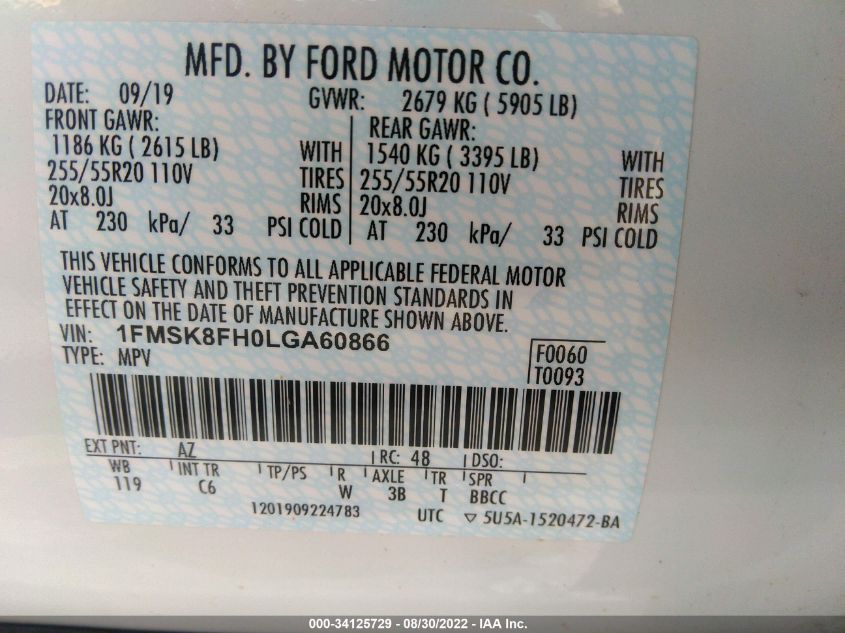 MFD. BY FORD MOTOR CO.
DATE: 09/19 GVWR: 2679 KG ( 5905 LB)
FRONT GAWR: REAR GAWR:
1186 KG ( 2615 LB) WITH 1540 KG ( 3395 LB) WITH
255/55R20 110V TIRES 255/55R20 110V TIRES
20x8.0J RIMS 20x8.0J RIMS
AT 230 kPa/ 33 PSI COLD AT 230 kPa/ 33 PSI COLD
THIS VEHICLE CONFORMS TO ALL APPLICABLE FEDERAL MOTOR
VEHICLE SAFETY AND THEFT PREVENTION STANDARDS IN
EFFECT ON THE DATE OF MANUFACTURE SHOWN ABOVE.
VIN: 1FMSK8FH0LGA60866
TYPE: MPV F0060
T0093
EXT PNT: AZ RC: 48 DSO:
WB INT TR TP/PS R AXLE TR SPR
119 C6 W 3B T BBCC
1201909224783 UTC ▽ 5U5A-1520472-BA
000-34125729 - 08/30/2022 - IAA Inc.